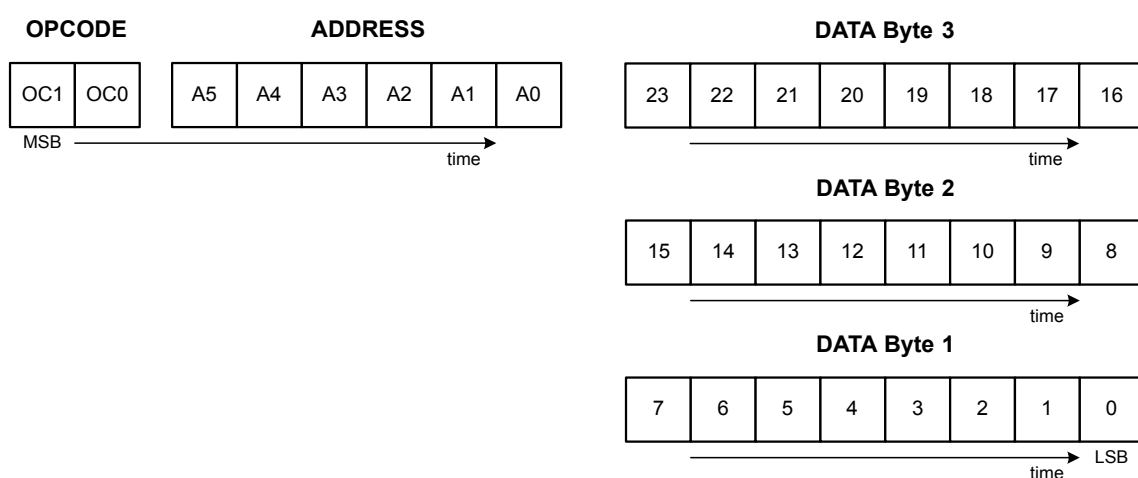 OPCODE ADDRESS DATA Byte 3
OC1 OC0 A5 A4 A3 A2 A1 A0 23 22 21 20 19 18 17 16
MSB time time
DATA Byte 2
15 14 13 12 11 10 9 8
time
DATA Byte 1
7 6 5 4 3 2 1 0
time LSB